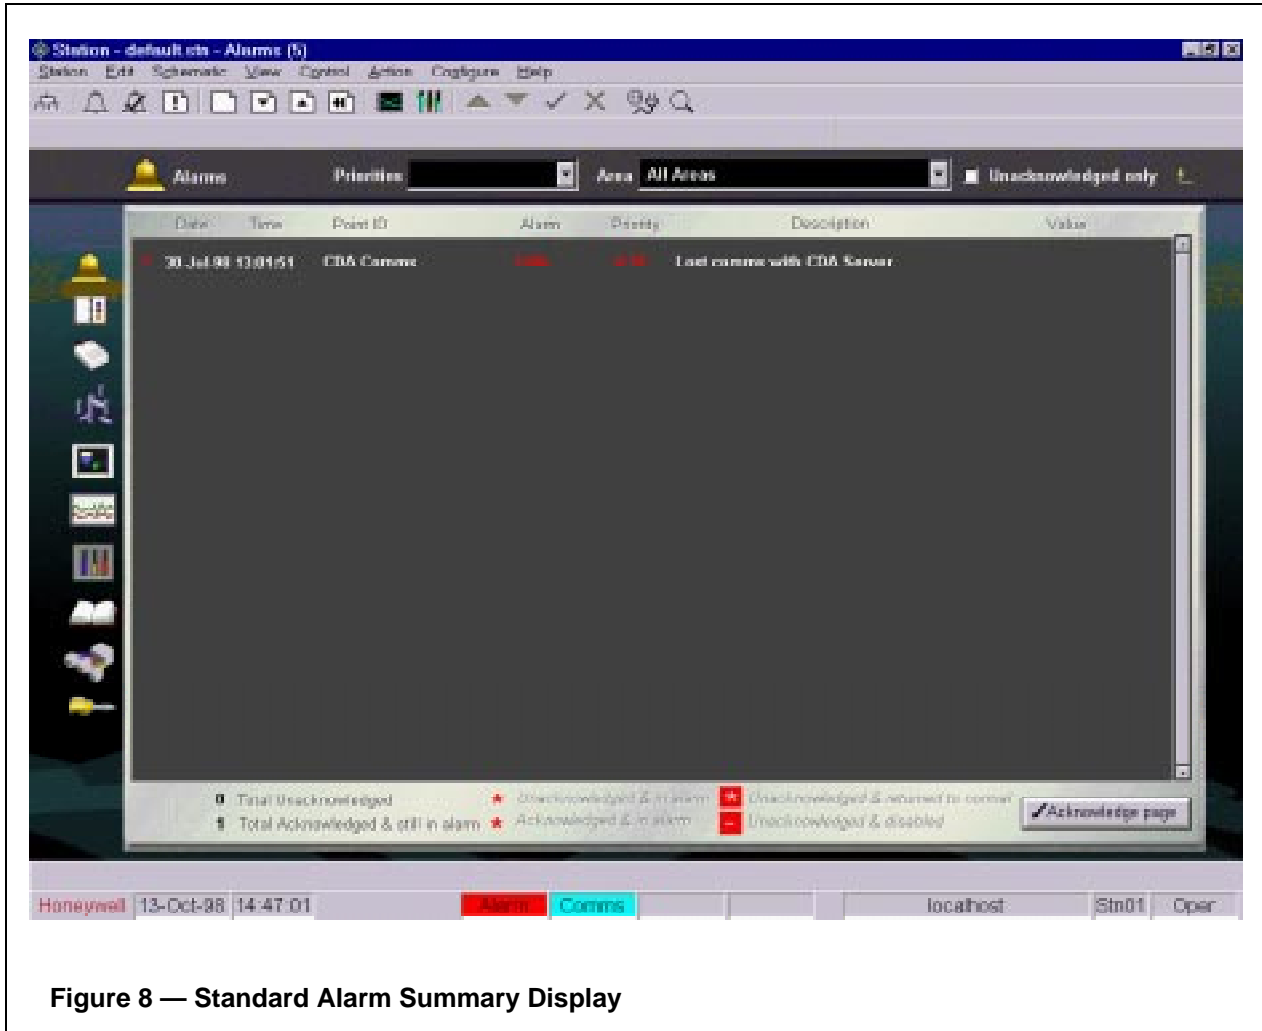 Station - default.stn - Alarms (5)
Station Edit Schematic View Control Action Configure Help
Alarms Priorities Area All Areas Unacknowledged only
Date Time Point ID Alarm Priority Description Value
30-Jul-98 13:01:51 CDA Comms Lost comms with CDA Server
0 Total Unacknowledged * Unacknowledged & in alarm * Unacknowledged & returned to normal
1 Total Acknowledged & still in alarm * Acknowledged & in alarm - Unacknowledged & disabled
Acknowledge page
Honeywell 13-Oct-98 14:47:01 Alarm Comms localhost Stn01 Oper
Figure 8 — Standard Alarm Summary Display